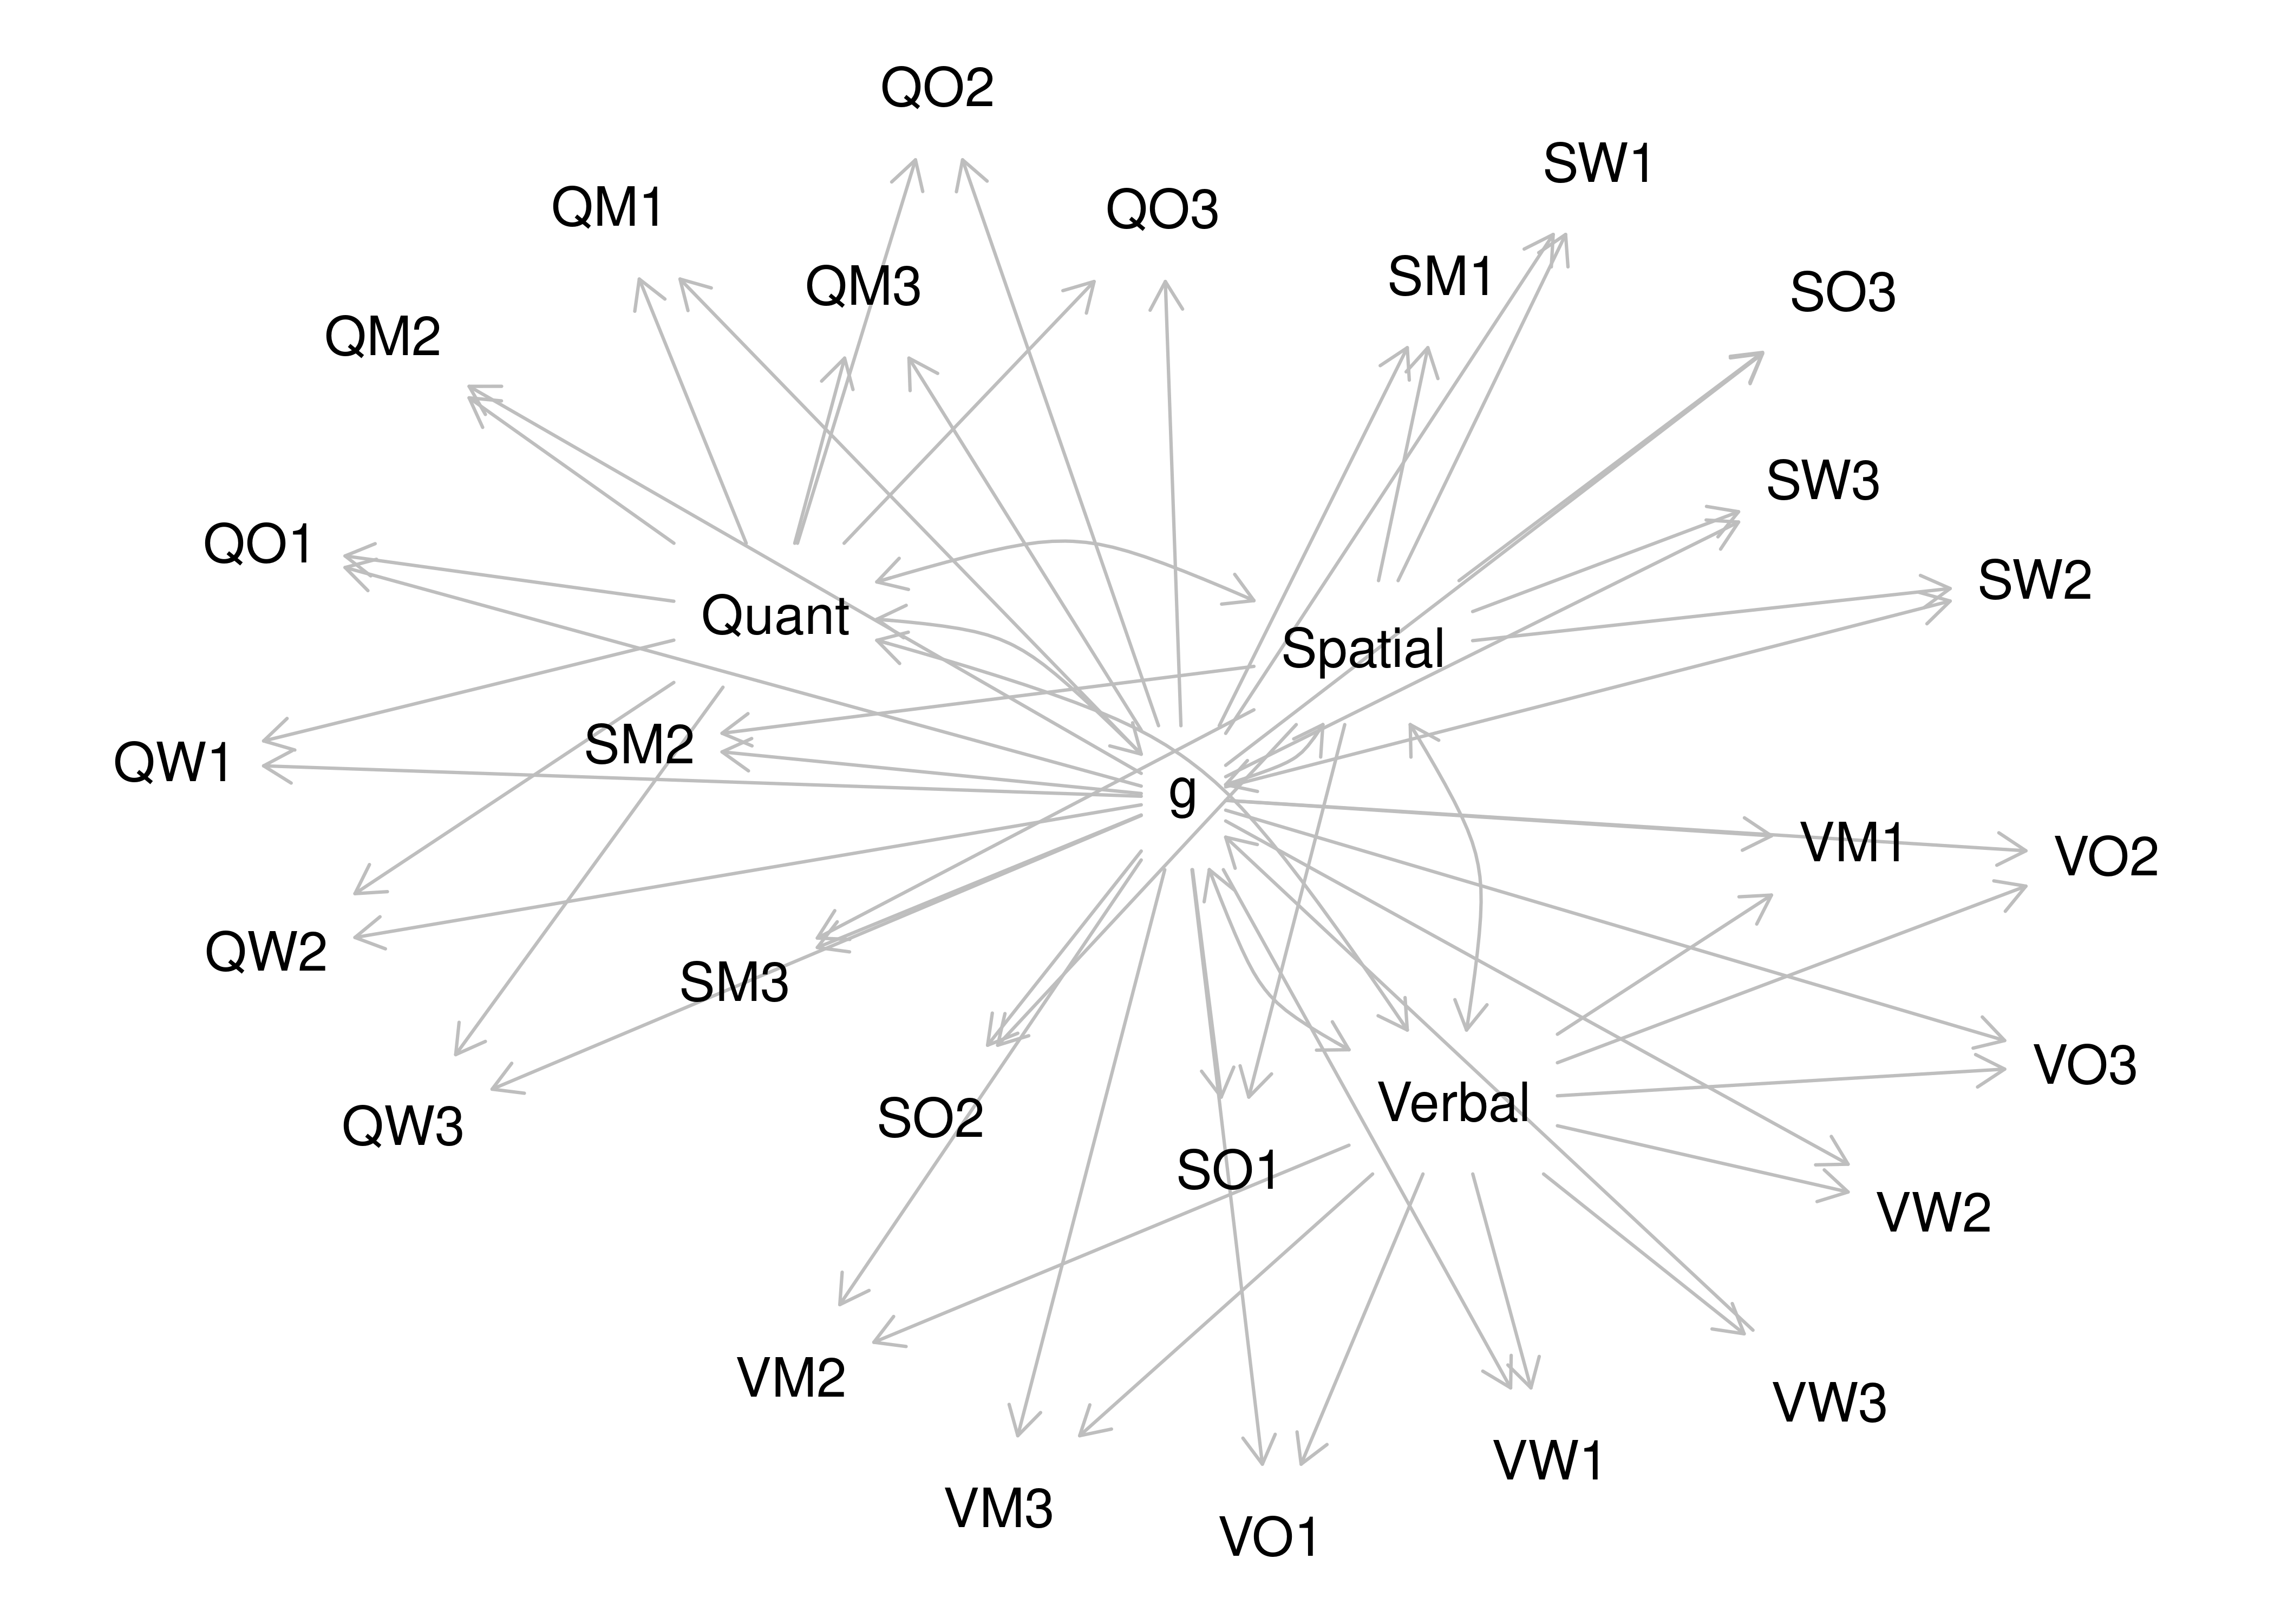 QO2
SW1
QM1
QO3
SM1
QM3
SO3
QM2
SW3
QO1
SW2
Quant
Spatial
SM2
QW1
g
VM1
VO2
QW2
SM3
VO3
Verbal
SO2
QW3
SO1
VW2
VM2
VW3
VW1
VM3
VO1